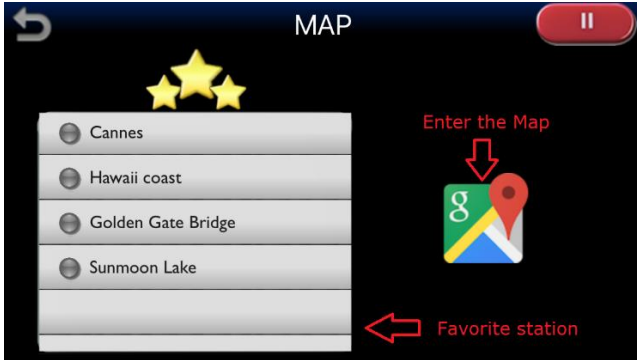 MAP
Enter the Map
Cannes
Hawaii coast
Golden Gate Bridge
Sunmoon Lake
g
Favorite station